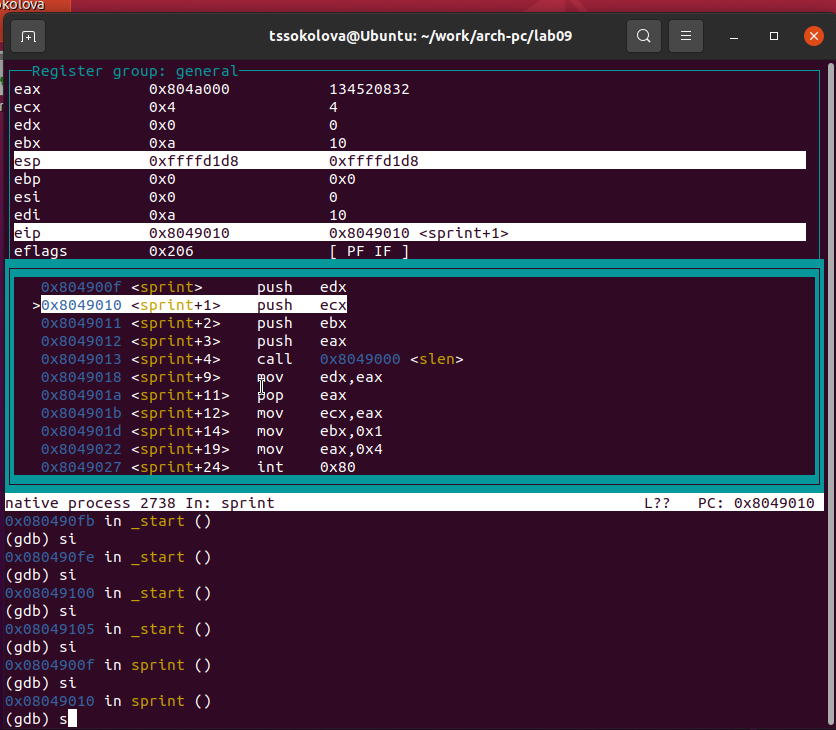 okolova
tssokolova@Ubuntu: ~/work/arch-pc/lab09
Register group: general
eax 0x804a000 134520832
ecx 0x4 4
edx 0x0 0
ebx 0xa 10
esp 0xffffd1d8 0xffffd1d8
ebp 0x0 0x0
esi 0x0 0
edi 0xa 10
eip 0x8049010 0x8049010 <sprint+1>
eflags 0x206 [ PF IF ]
0x804900f <sprint> push edx
>0x8049010 <sprint+1> push ecx
0x8049011 <sprint+2> push ebx
0x8049012 <sprint+3> push eax
0x8049013 <sprint+4> call 0x8049000 <slen>
0x8049018 <sprint+9> mov edx,eax
0x804901a <sprint+11> pop eax
0x804901b <sprint+12> mov ecx,eax
0x804901d <sprint+14> mov ebx,0x1
0x8049022 <sprint+19> mov eax,0x4
0x8049027 <sprint+24> int 0x80
native process 2738 In: sprint L?? PC: 0x8049010
0x080490fb in _start ()
(gdb) si
0x080490fe in _start ()
(gdb) si
0x08049100 in _start ()
(gdb) si
0x08049105 in _start ()
(gdb) si
0x0804900f in sprint ()
(gdb) si
0x08049010 in sprint ()
(gdb) s